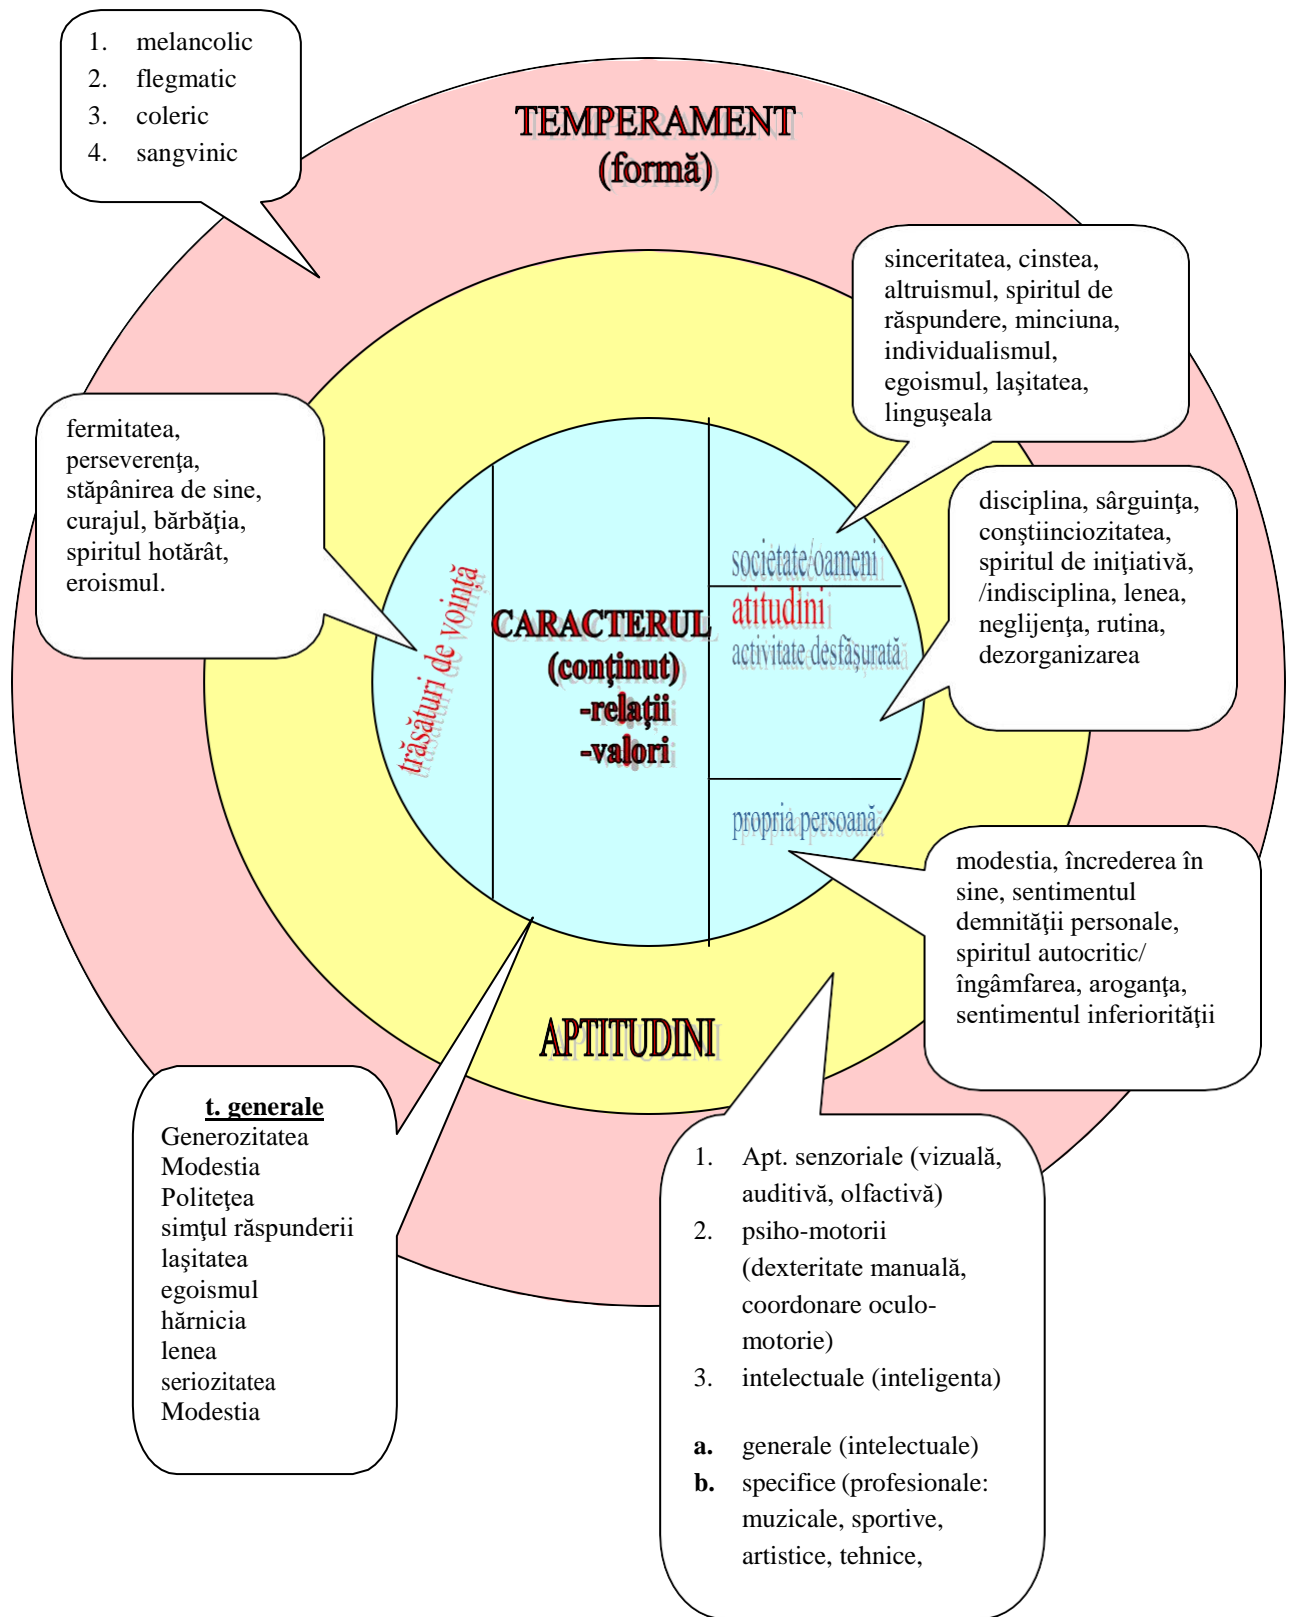 1. melancolic
2. flegmatic
3. coleric
4. sangvinic
TEMPERAMENT
(formă)
sinceritatea, cinstea,
altruismul, spiritul de
răspundere, minciuna,
individualismul,
egoismul, laşitatea,
linguşeala
fermitatea,
perseverenţa,
stăpânirea de sine,
curajul, bărbăţia,
spiritul hotărât,
eroismul.
disciplina, sârguinţa,
conştiinciozitatea,
spiritul de iniţiativă,
/indisciplina, lenea,
neglijenţa, rutina,
dezorganizarea
trăsături de voinţă
CARACTERUL
(conţinut)
-relaţii
-valori
societate/oameni
atitudini
activitate desfăşurată
propria persoană
modestia, încrederea în
sine, sentimentul
demnităţii personale,
spiritul autocritic/
îngâmfarea, aroganţa,
sentimentul inferiorităţii
APTITUDINI
t. generale
Generozitatea
Modestia
Politeţea
simţul răspunderii
laşitatea
egoismul
hărnicia
lenea
seriozitatea
Modestia
1. Apt. senzoriale (vizuală,
auditivă, olfactivă)
2. psiho-motorii
(dexteritate manuală,
coordonare oculo-
motorie)
3. intelectuale (inteligenta)
a. generale (intelectuale)
b. specifice (profesionale:
muzicale, sportive,
artistice, tehnice,